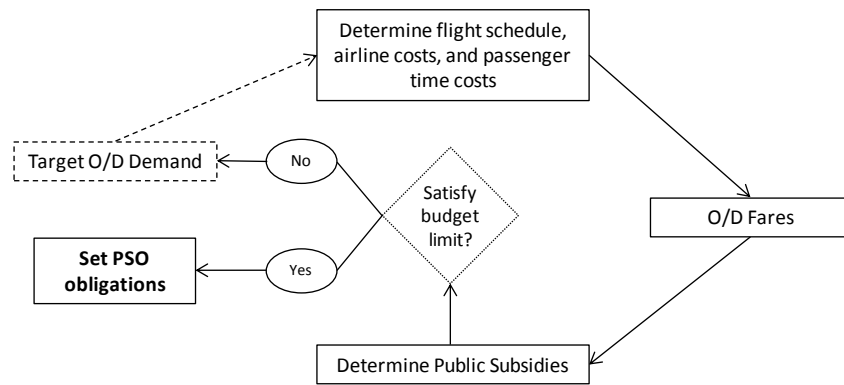 Determine flight schedule,
airline costs, and passenger
time costs
Target O/D Demand
No
Satisfy
budget
limit?
O/D Fares
Set PSO
obligations
Yes
Determine Public Subsidies